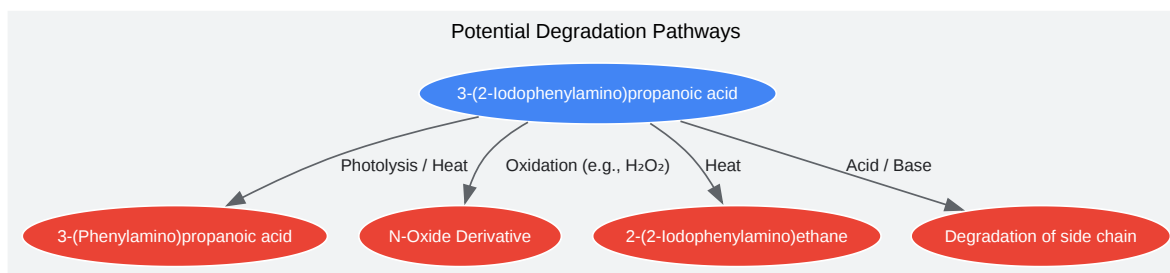 Potential Degradation Pathways
3-(2-Iodophenylamino)propanoic acid
Photolysis / Heat
Oxidation (e.g., H₂O₂)
Heat
Acid / Base
3-(Phenylamino)propanoic acid
N-Oxide Derivative
2-(2-Iodophenylamino)ethane
Degradation of side chain